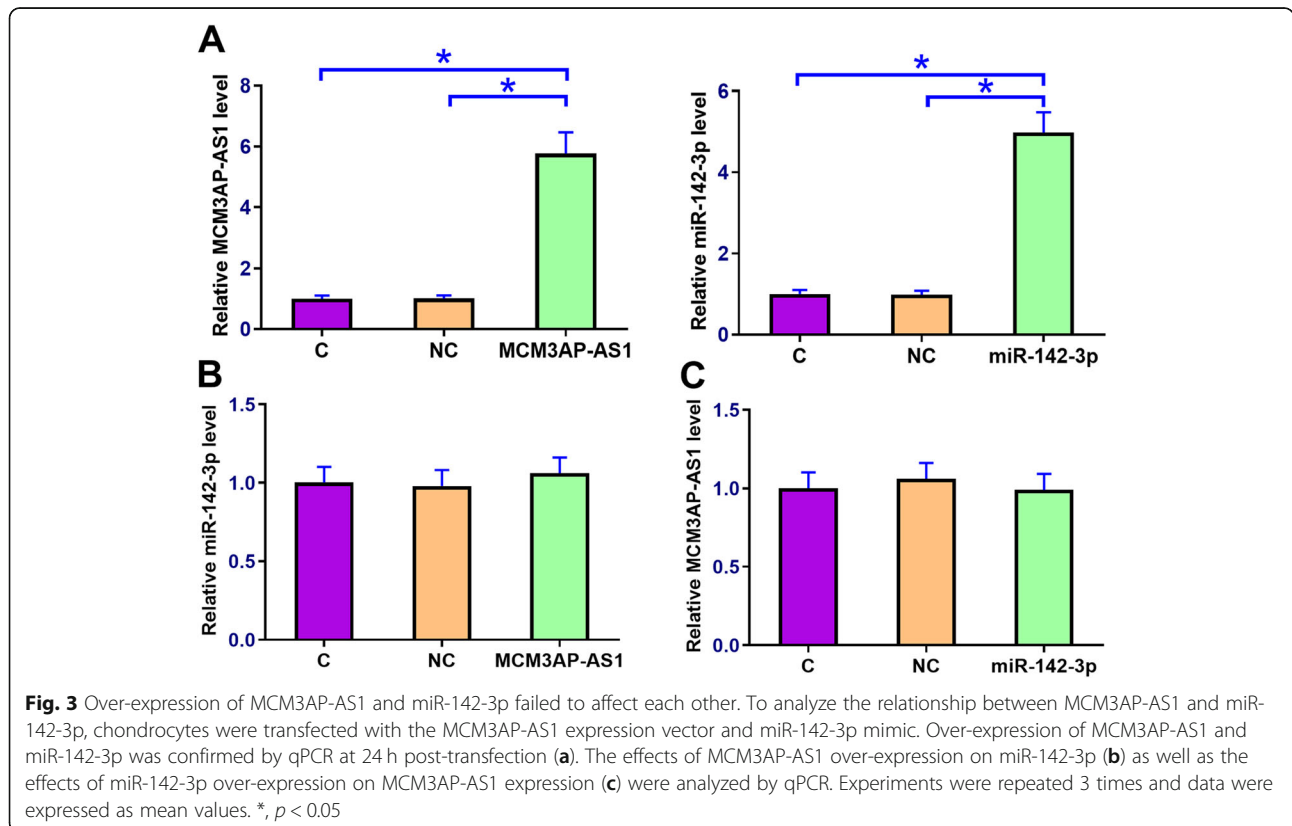 A
*
*
Relative MCM3AP-AS1 level
8
6
4
2
0
C NC MCM3AP-AS1
*
*
Relative miR-142-3p level
6
4
2
0
C NC miR-142-3p
B
Relative miR-142-3p level
1.5
1.0
0.5
0.0
C NC MCM3AP-AS1
C
Relative MCM3AP-AS1 level
1.5
1.0
0.5
0.0
C NC miR-142-3p
Fig. 3 Over-expression of MCM3AP-AS1 and miR-142-3p failed to affect each other. To analyze the relationship between MCM3AP-AS1 and miR-
142-3p, chondrocytes were transfected with the MCM3AP-AS1 expression vector and miR-142-3p mimic. Over-expression of MCM3AP-AS1 and
miR-142-3p was confirmed by qPCR at 24 h post-transfection (a). The effects of MCM3AP-AS1 over-expression on miR-142-3p (b) as well as the
effects of miR-142-3p over-expression on MCM3AP-AS1 expression (c) were analyzed by qPCR. Experiments were repeated 3 times and data were
expressed as mean values. *, p < 0.05